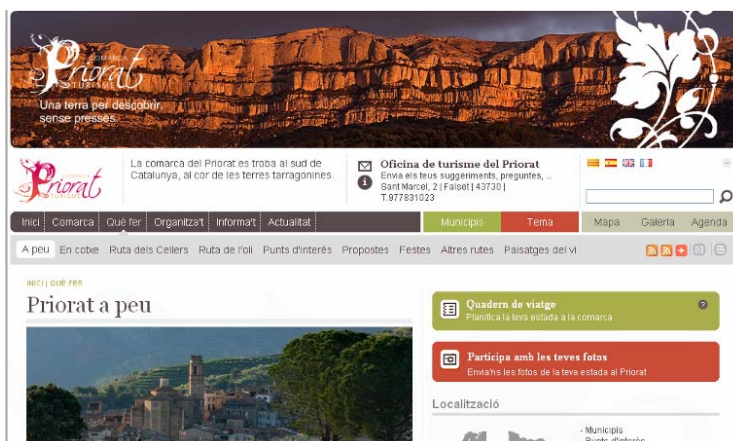 COMARCA
Priorat
TURISME
Una terra per descobrir,
sense presses.
COMARCA
Priorat
TURISME
La comarca del Priorat es troba al sud de
Catalunya, al cor de les terres tarragonines.
Oficina de turisme del Priorat
Envia els teus suggeriments, preguntes, ...
Sant Marcel, 2 | Falset | 43730 |
T.977831023
Inici Comarca Què fer Organitza't Informa't Actualitat Municipis Tema Mapa Galeria Agenda
A peu En cotxe Ruta dels Cellers Ruta de l'oli Punts d'interès Propostes Festes Altres rutes Paisatges del vi
INICI | QUÈ FER
Priorat a peu
Quadern de viatge
Planifica la teva estada a la comarca
Participa amb les teves fotos
Envia'ns les fotos de la teva estada al Priorat
Localització
- Municipis
- Punts d'interès